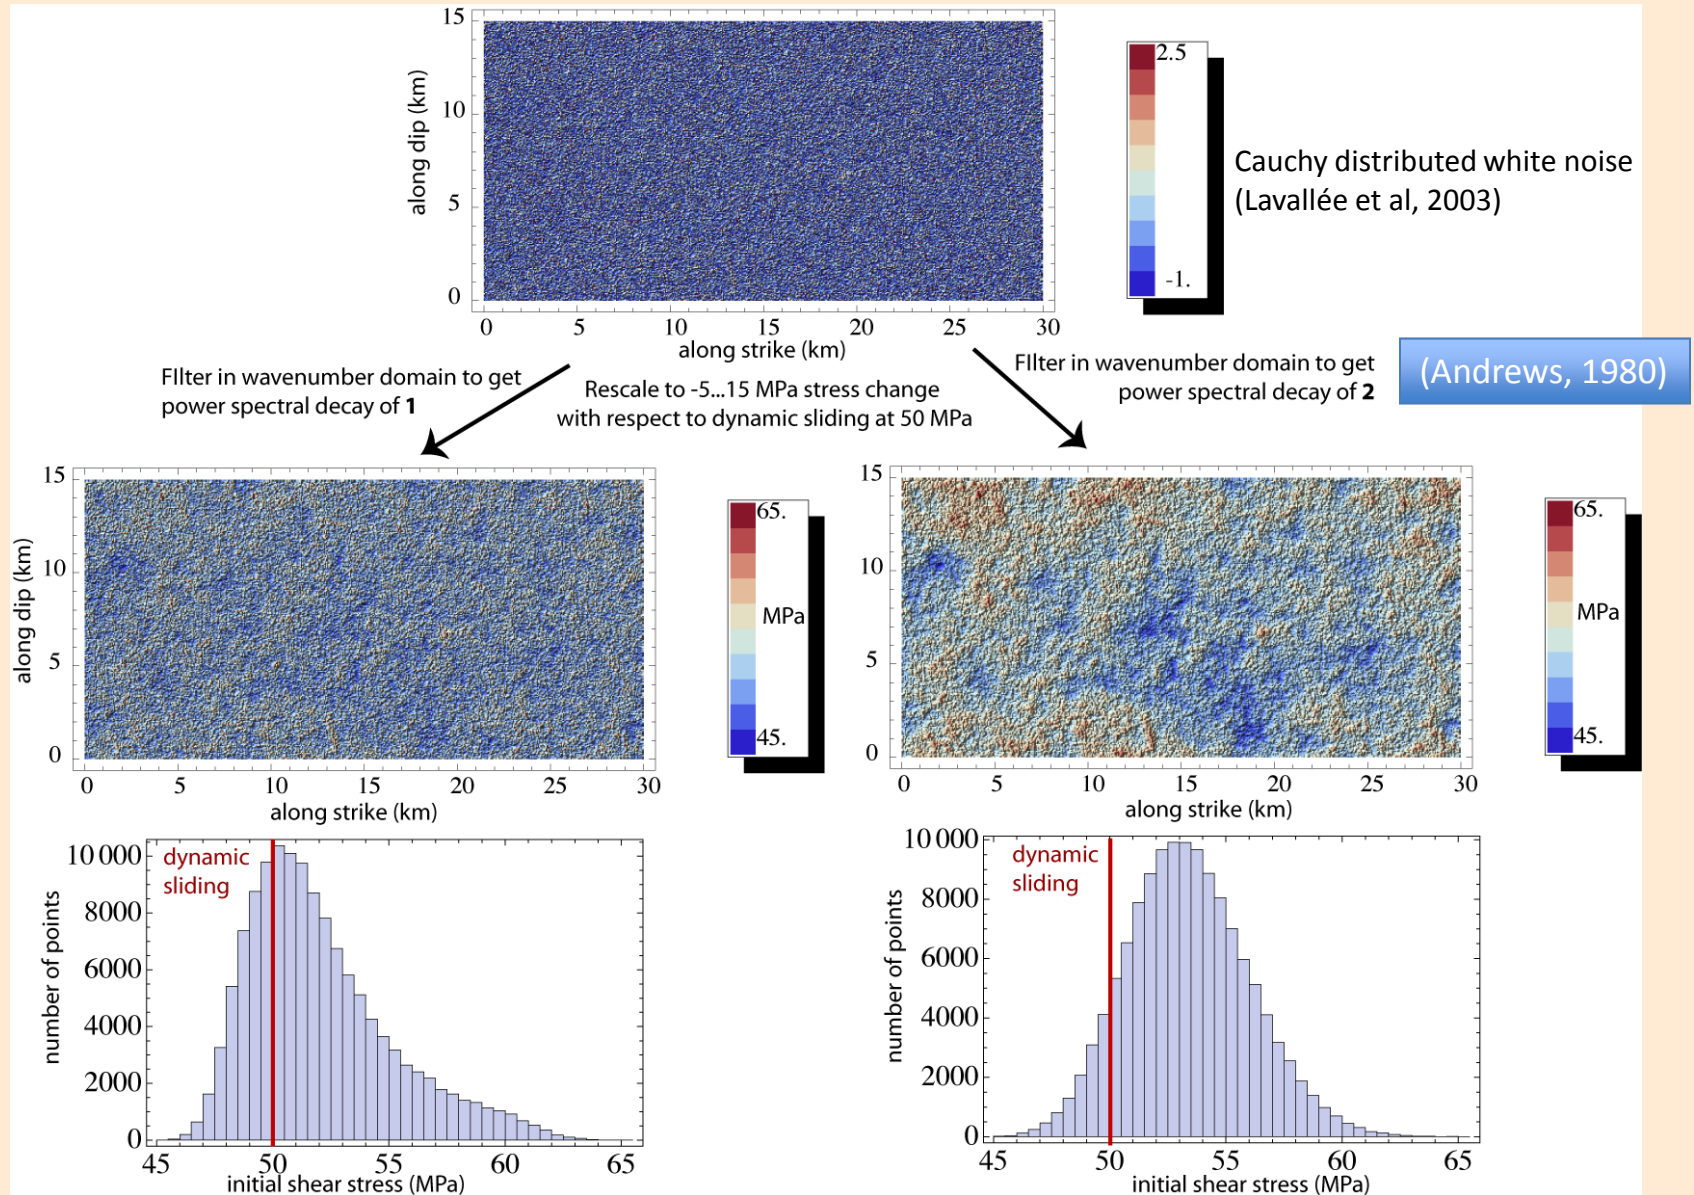 15
10
5
0
along dip (km)
0 5 10 15 20 25 30
along strike (km)
2.5
-1.
Cauchy distributed white noise
(Lavallée et al, 2003)
FIlter in wavenumber domain to get
power spectral decay of 1
Rescale to -5...15 MPa stress change
with respect to dynamic sliding at 50 MPa
FIlter in wavenumber domain to get
power spectral decay of 2
(Andrews, 1980)
15
10
5
0
along dip (km)
0 5 10 15 20 25 30
along strike (km)
65.
MPa
45.
15
10
5
0
0 5 10 15 20 25 30
along strike (km)
65.
MPa
45.
10 000
8000
6000
4000
2000
0
number of points
dynamic
sliding
45 50 55 60 65
initial shear stress (MPa)
10 000
8000
6000
4000
2000
0
number of points
dynamic
sliding
45 50 55 60 65
initial shear stress (MPa)